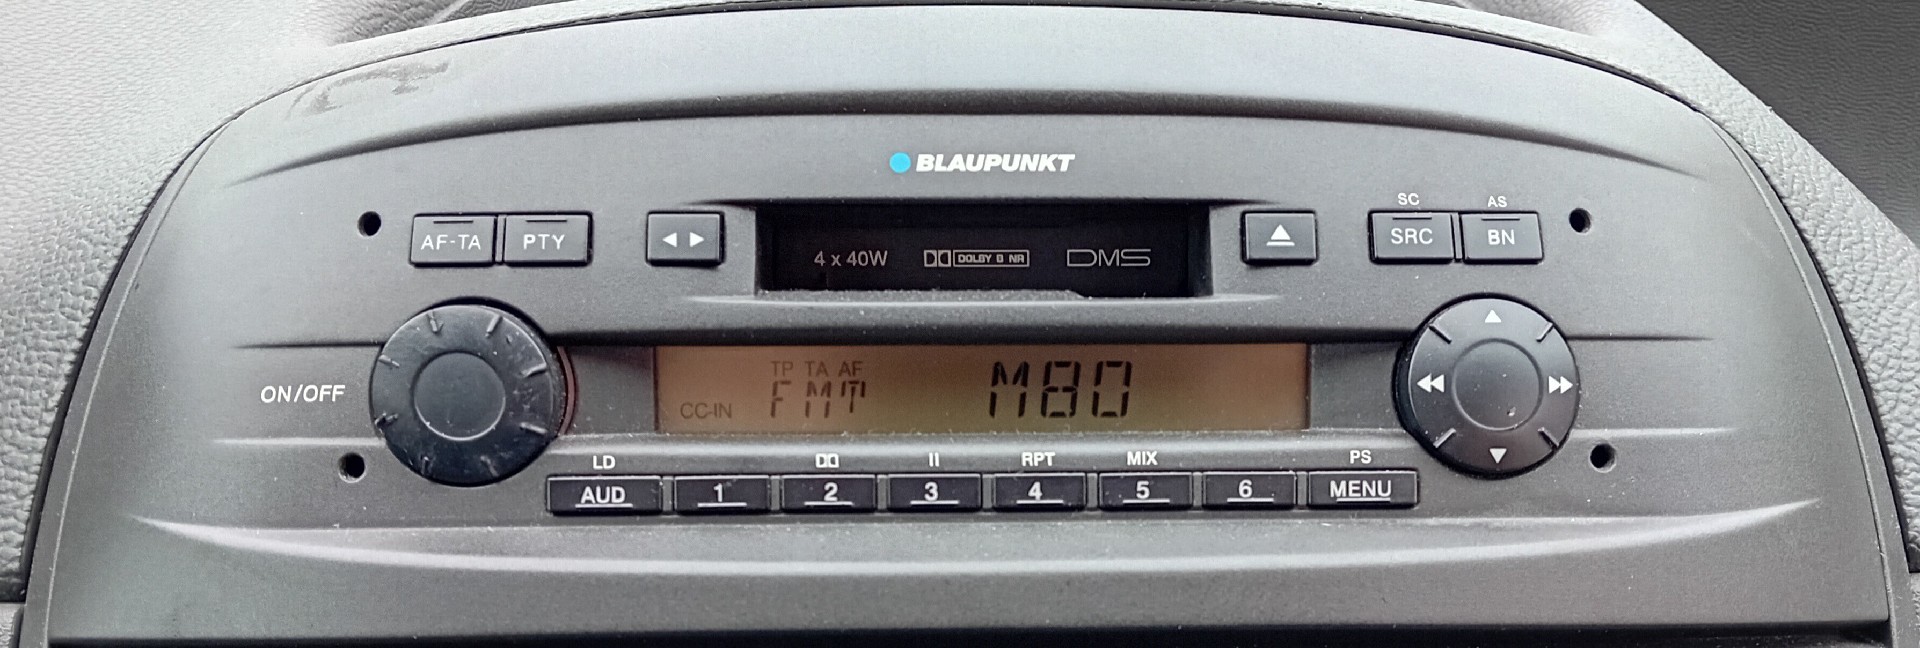 BLAUPUNKT
SC AS
AF-TA PTY SRC BN
4 x 40W DOLBY B NR DMS
ON/OFF
TP TA AF
CC-IN FMT M80
LD II RPT MIX PS
AUD 1 2 3 4 5 6 MENU